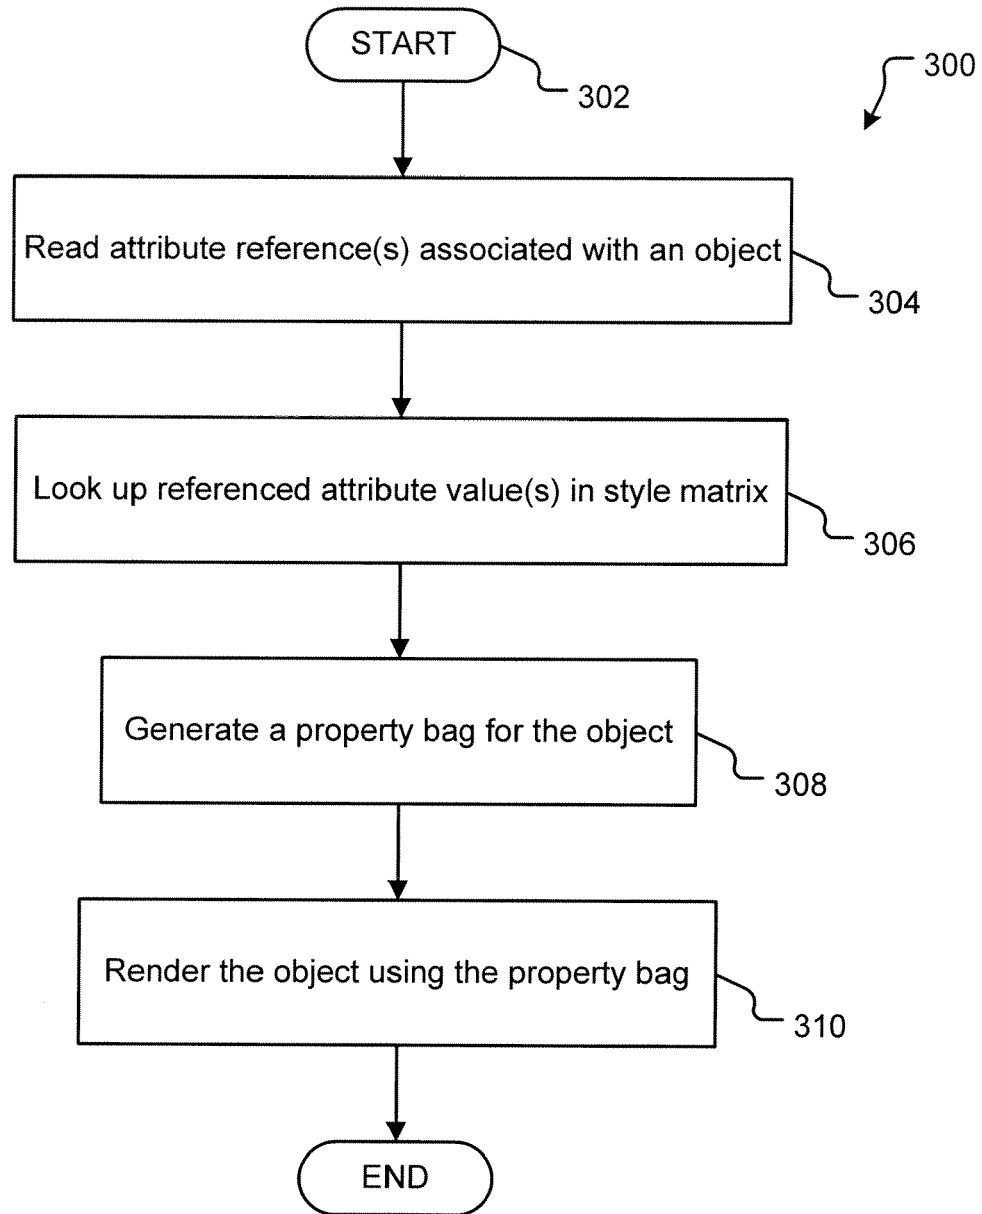 START
302
300
Read attribute reference(s) associated with an object
304
Look up referenced attribute value(s) in style matrix
306
Generate a property bag for the object
308
Render the object using the property bag
310
END